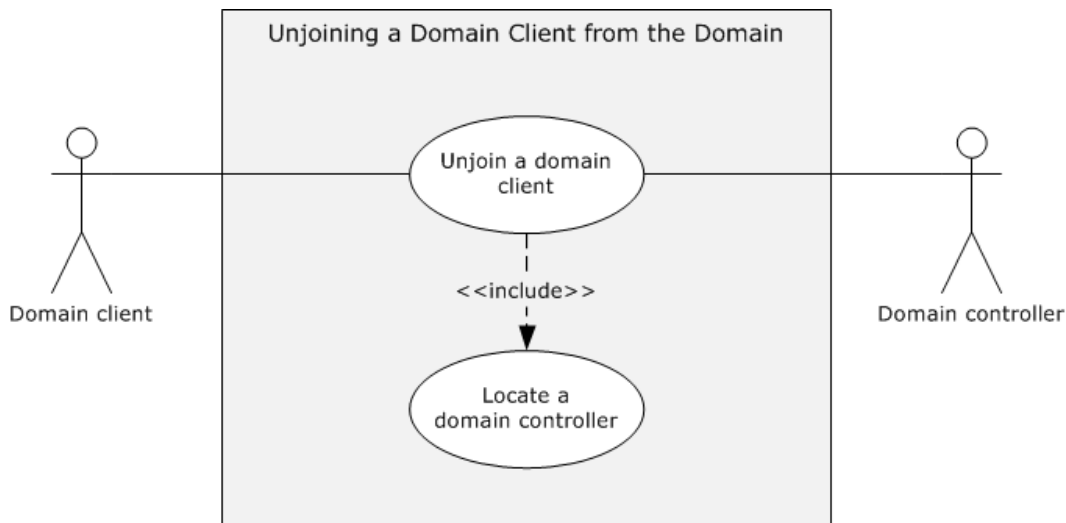 Unjoining a Domain Client from the Domain
Unjoin a domain
client
<<include>>
Domain client
Domain controller
Locate a
domain controller